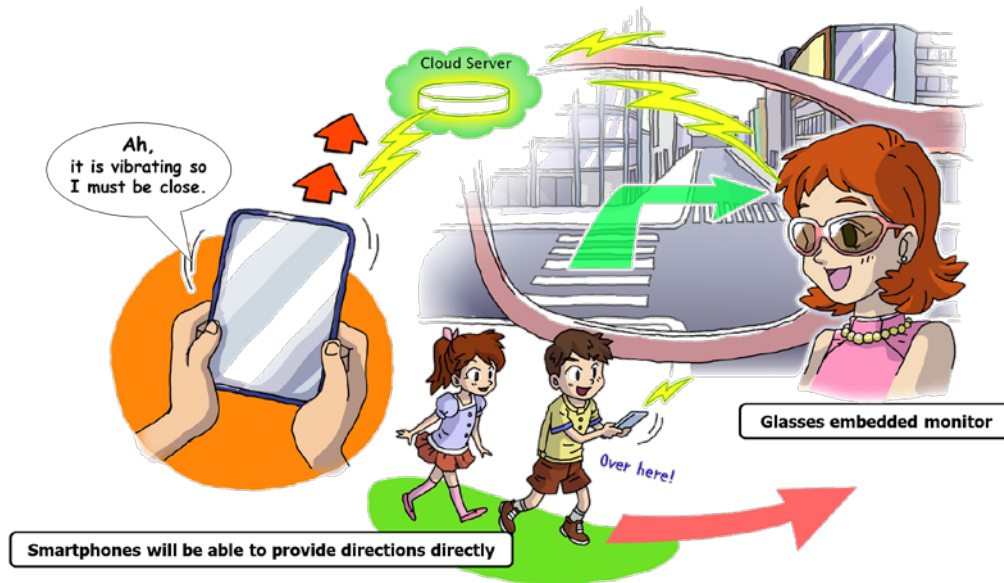 Cloud Server
Ah,
it is vibrating so
I must be close.
Glasses embedded monitor
Over here!
Smartphones will be able to provide directions directly